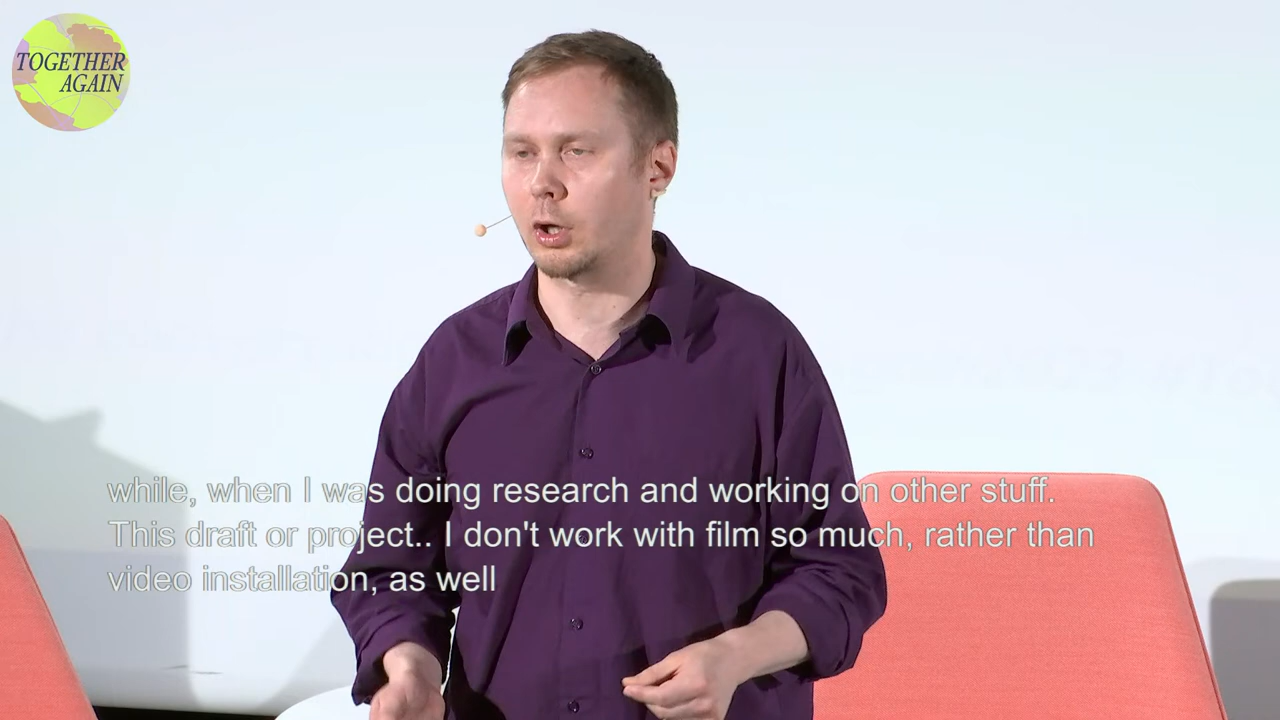 TOGETHER
AGAIN
while, when I was doing research and working on other stuff.
This draft or project.. I don't work with film so much, rather than
video installation, as well